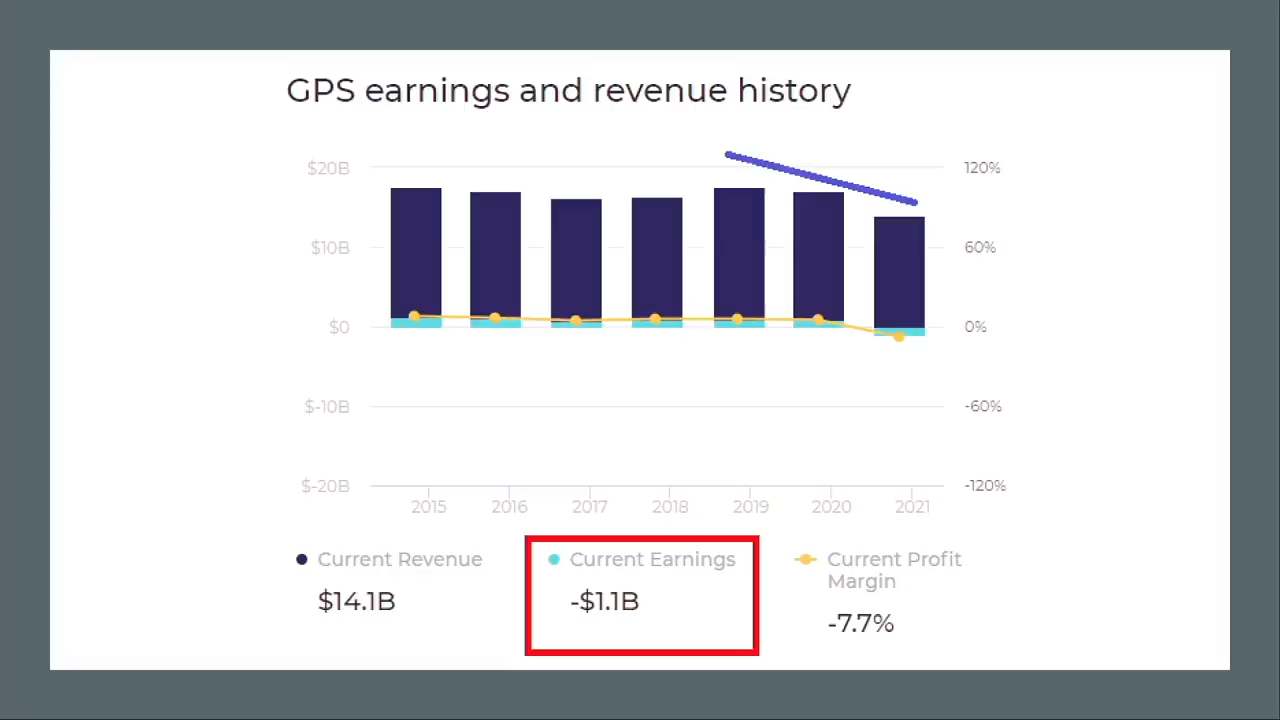 GPS earnings and revenue history
$20B
120%
$10B
60%
$0
0%
$-10B
-60%
$-20B
-120%
2015 2016 2017 2018 2019 2020 2021
Current Revenue
$14.1B
Current Earnings
-$1.1B
Current Profit
Margin
-7.7%